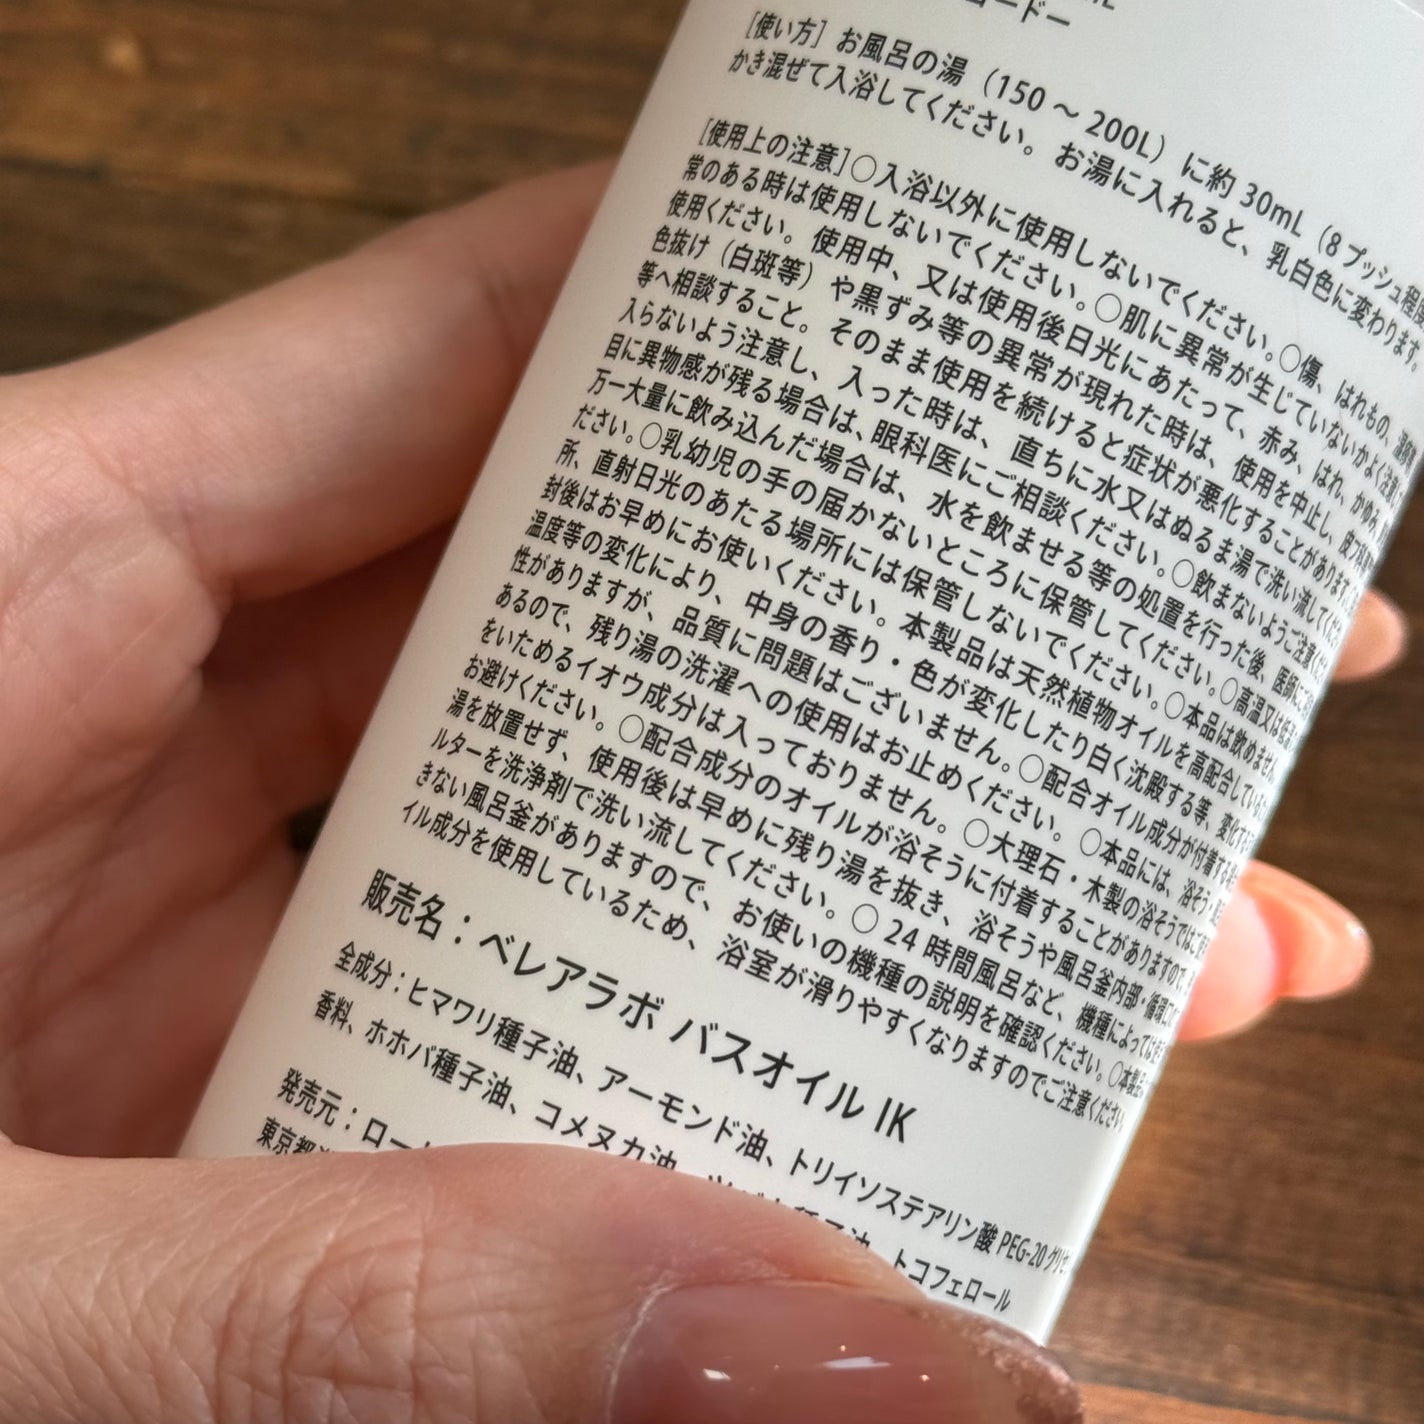 ユードー
[使い方] お風呂の湯（150 ～ 200L）に約 30mL（8 プッシュ程度
かき混ぜて入浴してください。お湯に入れると、乳白色に変わります。
[使用上の注意]○入浴以外に使用しないでください。○傷、はれもの、湿疹
常のある時は使用しないでください。○肌に異常が生じていないかよく注意
使用ください。使用中、又は使用後日光にあたって、赤み、はれ、かゆみ、
色抜け（白斑等）や黒ずみ等の異常が現れた時は、使用を中止し、皮フ科
等へ相談すること。そのまま使用を続けると症状が悪化することがあります。
入らないよう注意し、入った時は、直ちに水又はぬるま湯で洗い流してくだ
目に異物感が残る場合は、眼科医にご相談ください。○飲まないようご注意くだ
万一大量に飲み込んだ場合は、水を飲ませる等の処置を行った後、医師にご
ださい。○乳幼児の手の届かないところに保管してください。○高温又は低温
所、直射日光のあたる場所には保管しないでください。○本品は飲めません。
封後はお早めにお使いください。本製品は天然植物オイルを高配合している
温度等の変化により、中身の香り・色が変化したり白く沈殿する等、変化する
性がありますが、品質に問題はございません。○配合オイル成分が付着する
あるので、残り湯の洗濯への使用はお止めください。○本品には、浴そう・
をいためるイオウ成分は入っておりません。○大理石・木製の浴そうではご使
お避けください。○配合成分のオイルが浴そうに付着することがありますので、
湯を放置せず、使用後は早めに残り湯を抜き、浴そうや風呂釜内部・循環口
ルターを洗浄剤で洗い流してください。○ 24 時間風呂など、機種によっては
きない風呂釜がありますので、お使いの機種の説明を確認ください。○本製品
イル成分を使用しているため、浴室が滑りやすくなりますのでご注意ください。
販売名：ベレアラボ バスオイル IK
全成分：ヒマワリ種子油、アーモンド油、トリイソステアリン酸 PEG-20 グリセ
香料、ホホバ種子油、コメヌカ油、 トコフェロール
発売元：ロー
東京都